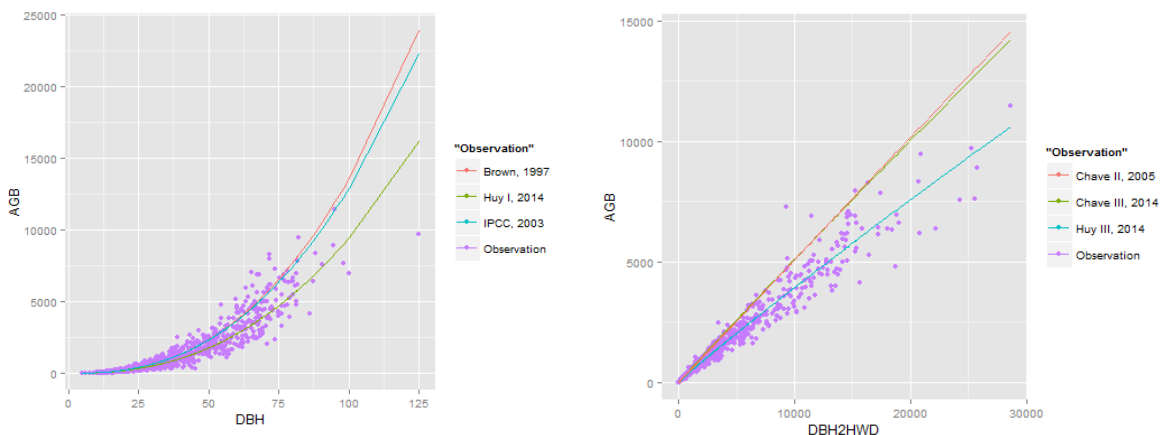 25000
20000
15000
10000
5000
0
AGB
0 25 50 75 100 125
DBH
"Observation"
Brown, 1997
Huy I, 2014
IPCC, 2003
Observation
15000
10000
5000
0
AGB
0 10000 20000 30000
DBH2HWD
"Observation"
Chave II, 2005
Chave III, 2014
Huy III, 2014
Observation